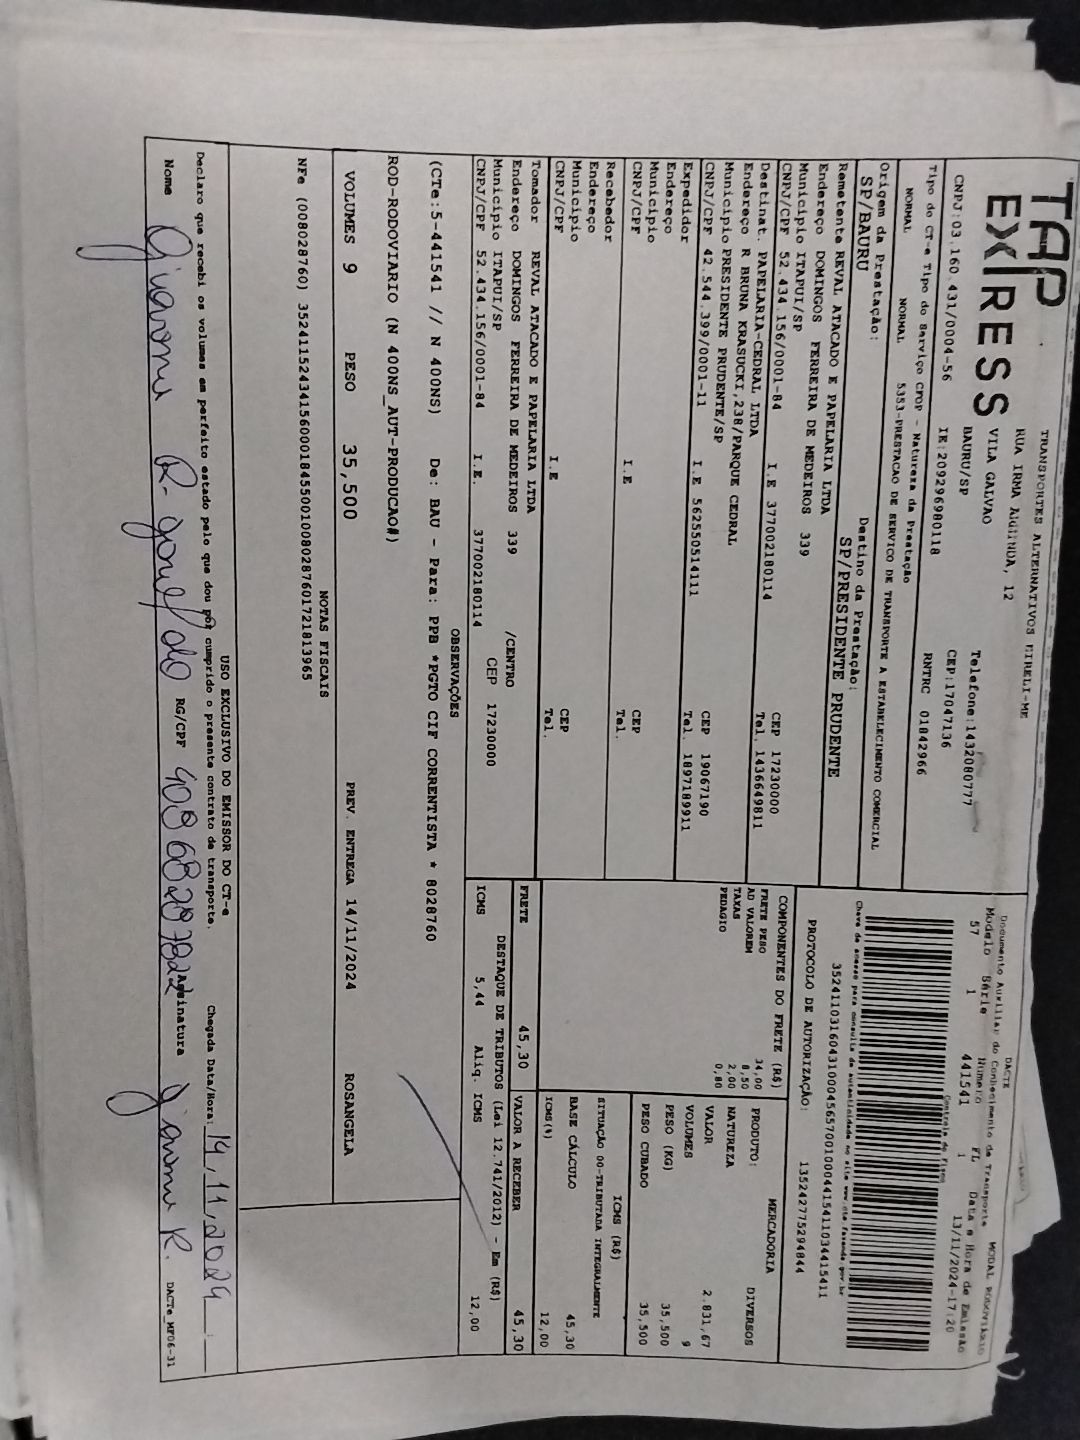 TAP EXPRESS
TRANSPORTES ALTERNATIVOS EIRELI-ME
RUA IRMA ARMINDA, 12
VILA GALVAO
BAURU/SP
Telefone:1432080777
CEP:17047136
CNPJ:03.160.431/0004-56 IE:209296980118 RNTRC 01842966
Tipo do CT-e Tipo do Serviço CFOP - Natureza da Prestação
NORMAL NORMAL 5353-PRESTACAO DE SERVICO DE TRANSPORTE A ESTABELECIMENTO COMERCIAL
Origem da Prestação: Destino da Prestação:
SP/BAURU SP/PRESIDENTE PRUDENTE
Remetente REVAL ATACADO E PAPELARIA LTDA
Endereço DOMINGOS FERREIRA DE MEDEIROS 339
Municipio ITAPUI/SP CEP 17230000
CNPJ/CPF 52.434.156/0001-84 I.E 377002180114 Tel. 1436649811
Destinat. PAPELARIA-CEDRAL LTDA
Endereço R BRUNA KRASUCKI,238/PARQUE CEDRAL
Municipio PRESIDENTE PRUDENTE/SP CEP 19067190
CNPJ/CPF 42.544.399/0001-11 I.E 562550514111 Tel. 1897189911
Expedidor
Endereço
Municipio CEP
CNPJ/CPF I.E Tel.
Recebedor
Endereço
Municipio CEP
CNPJ/CPF I.E Tel.
Tomador REVAL ATACADO E PAPELARIA LTDA
Endereço DOMINGOS FERREIRA DE MEDEIROS 339 /CENTRO
Municipio ITAPUI/SP CEP 17230000
CNPJ/CPF 52.434.156/0001-84 I.E. 377002180114
DACTE
Documento Auxiliar do Conhecimento de Transporte MODAL RODOVIARIO
Modelo Série Número FL Data e Hora de Emissão
57 1 441541 1 13/11/2024-17:20
Controle do Fisco
Chave de acesso para consulta de autenticidade no site www.cte.fazenda.gov.br
35241103160431000456570010004415411034415411
PROTOCOLO DE AUTORIZAÇÃO: 135242775294844
COMPONENTES DO FRETE (R$)
FRETE PESO 34,00
AD VALOREM 8,50
TAXAS 2,00
PEDAGIO 0,80
MERCADORIA
PRODUTO: DIVERSOS
NATUREZA
VALOR 2.831,67
VOLUMES 9
PESO (KG) 35,500
PESO CUBADO 35,500
ICMS (R$)
SITUAÇÃO 00-TRIBUTADA INTEGRALMENTE
BASE CÁLCULO 45,30
ICMS(%) 12,00
FRETE 45,30 VALOR A RECEBER 45,30
DESTAQUE DE TRIBUTOS (Lei 12.741/2012) - Em (R$)
ICMS 5,44 Aliq. ICMS 12,00
OBSERVAÇÕES
(CTe:5-441541 // N 400NS) De: BAU - Para: PPB *PGTO CIF CORRENTISTA * 8028760
ROD-RODOVIARIO (N 400NS_AUT-PRODUCAO#)
VOLUMES 9 PESO 35,500 PREV. ENTREGA 14/11/2024 ROSANGELA
NOTAS FISCAIS
NFe (008028760) 35241152434156000184550010080287601721813965
USO EXCLUSIVO DO EMISSOR DO CT-e
Declaro que recebi os volumes em perfeito estado pelo que dou por cumprido o presente contrato de transporte. Chegada Data/Hora: 14/11/2024 :
Nome R. RG/CPF 40868207822 Assinatura R. DACTe_MF06-31